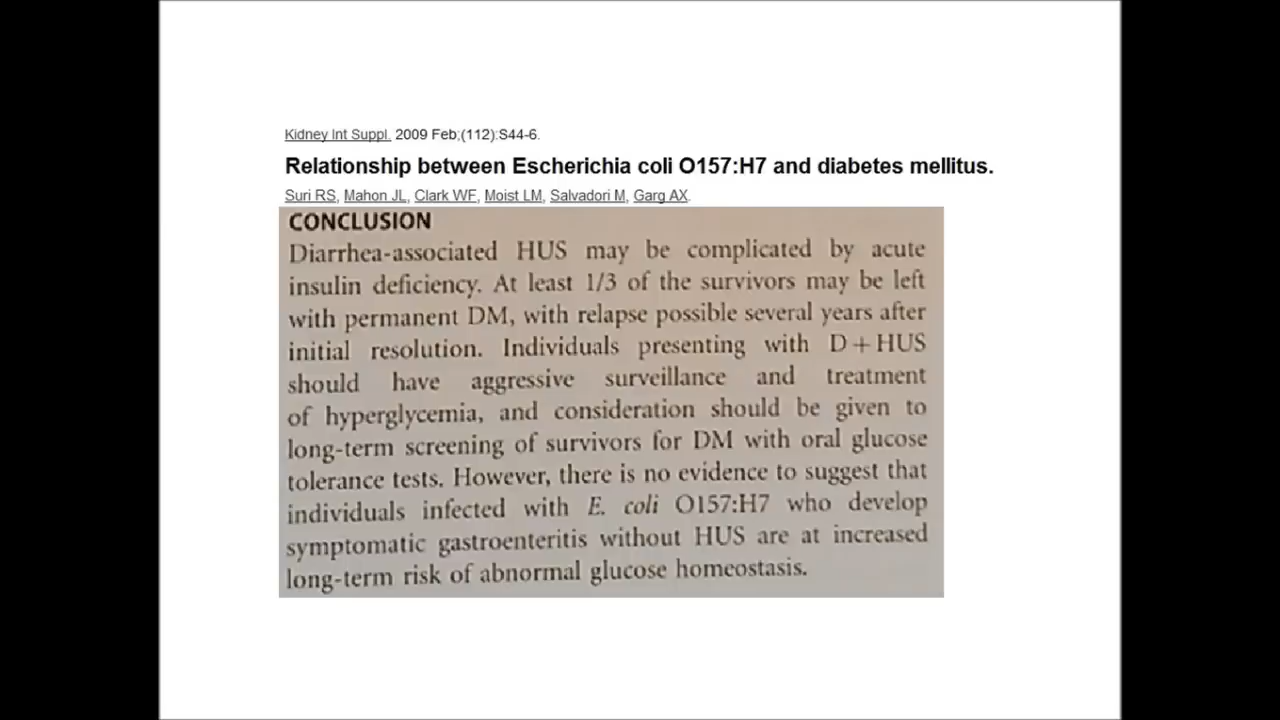 Kidney Int Suppl. 2009 Feb;(112):S44-6.
Relationship between Escherichia coli O157:H7 and diabetes mellitus.
Suri RS, Mahon JL, Clark WF, Moist LM, Salvadori M, Garg AX.
CONCLUSION
Diarrhea-associated HUS may be complicated by acute
insulin deficiency. At least 1/3 of the survivors may be left
with permanent DM, with relapse possible several years after
initial resolution. Individuals presenting with D+HUS
should have aggressive surveillance and treatment
of hyperglycemia, and consideration should be given to
long-term screening of survivors for DM with oral glucose
tolerance tests. However, there is no evidence to suggest that
individuals infected with E. coli O157:H7 who develop
symptomatic gastroenteritis without HUS are at increased
long-term risk of abnormal glucose homeostasis.